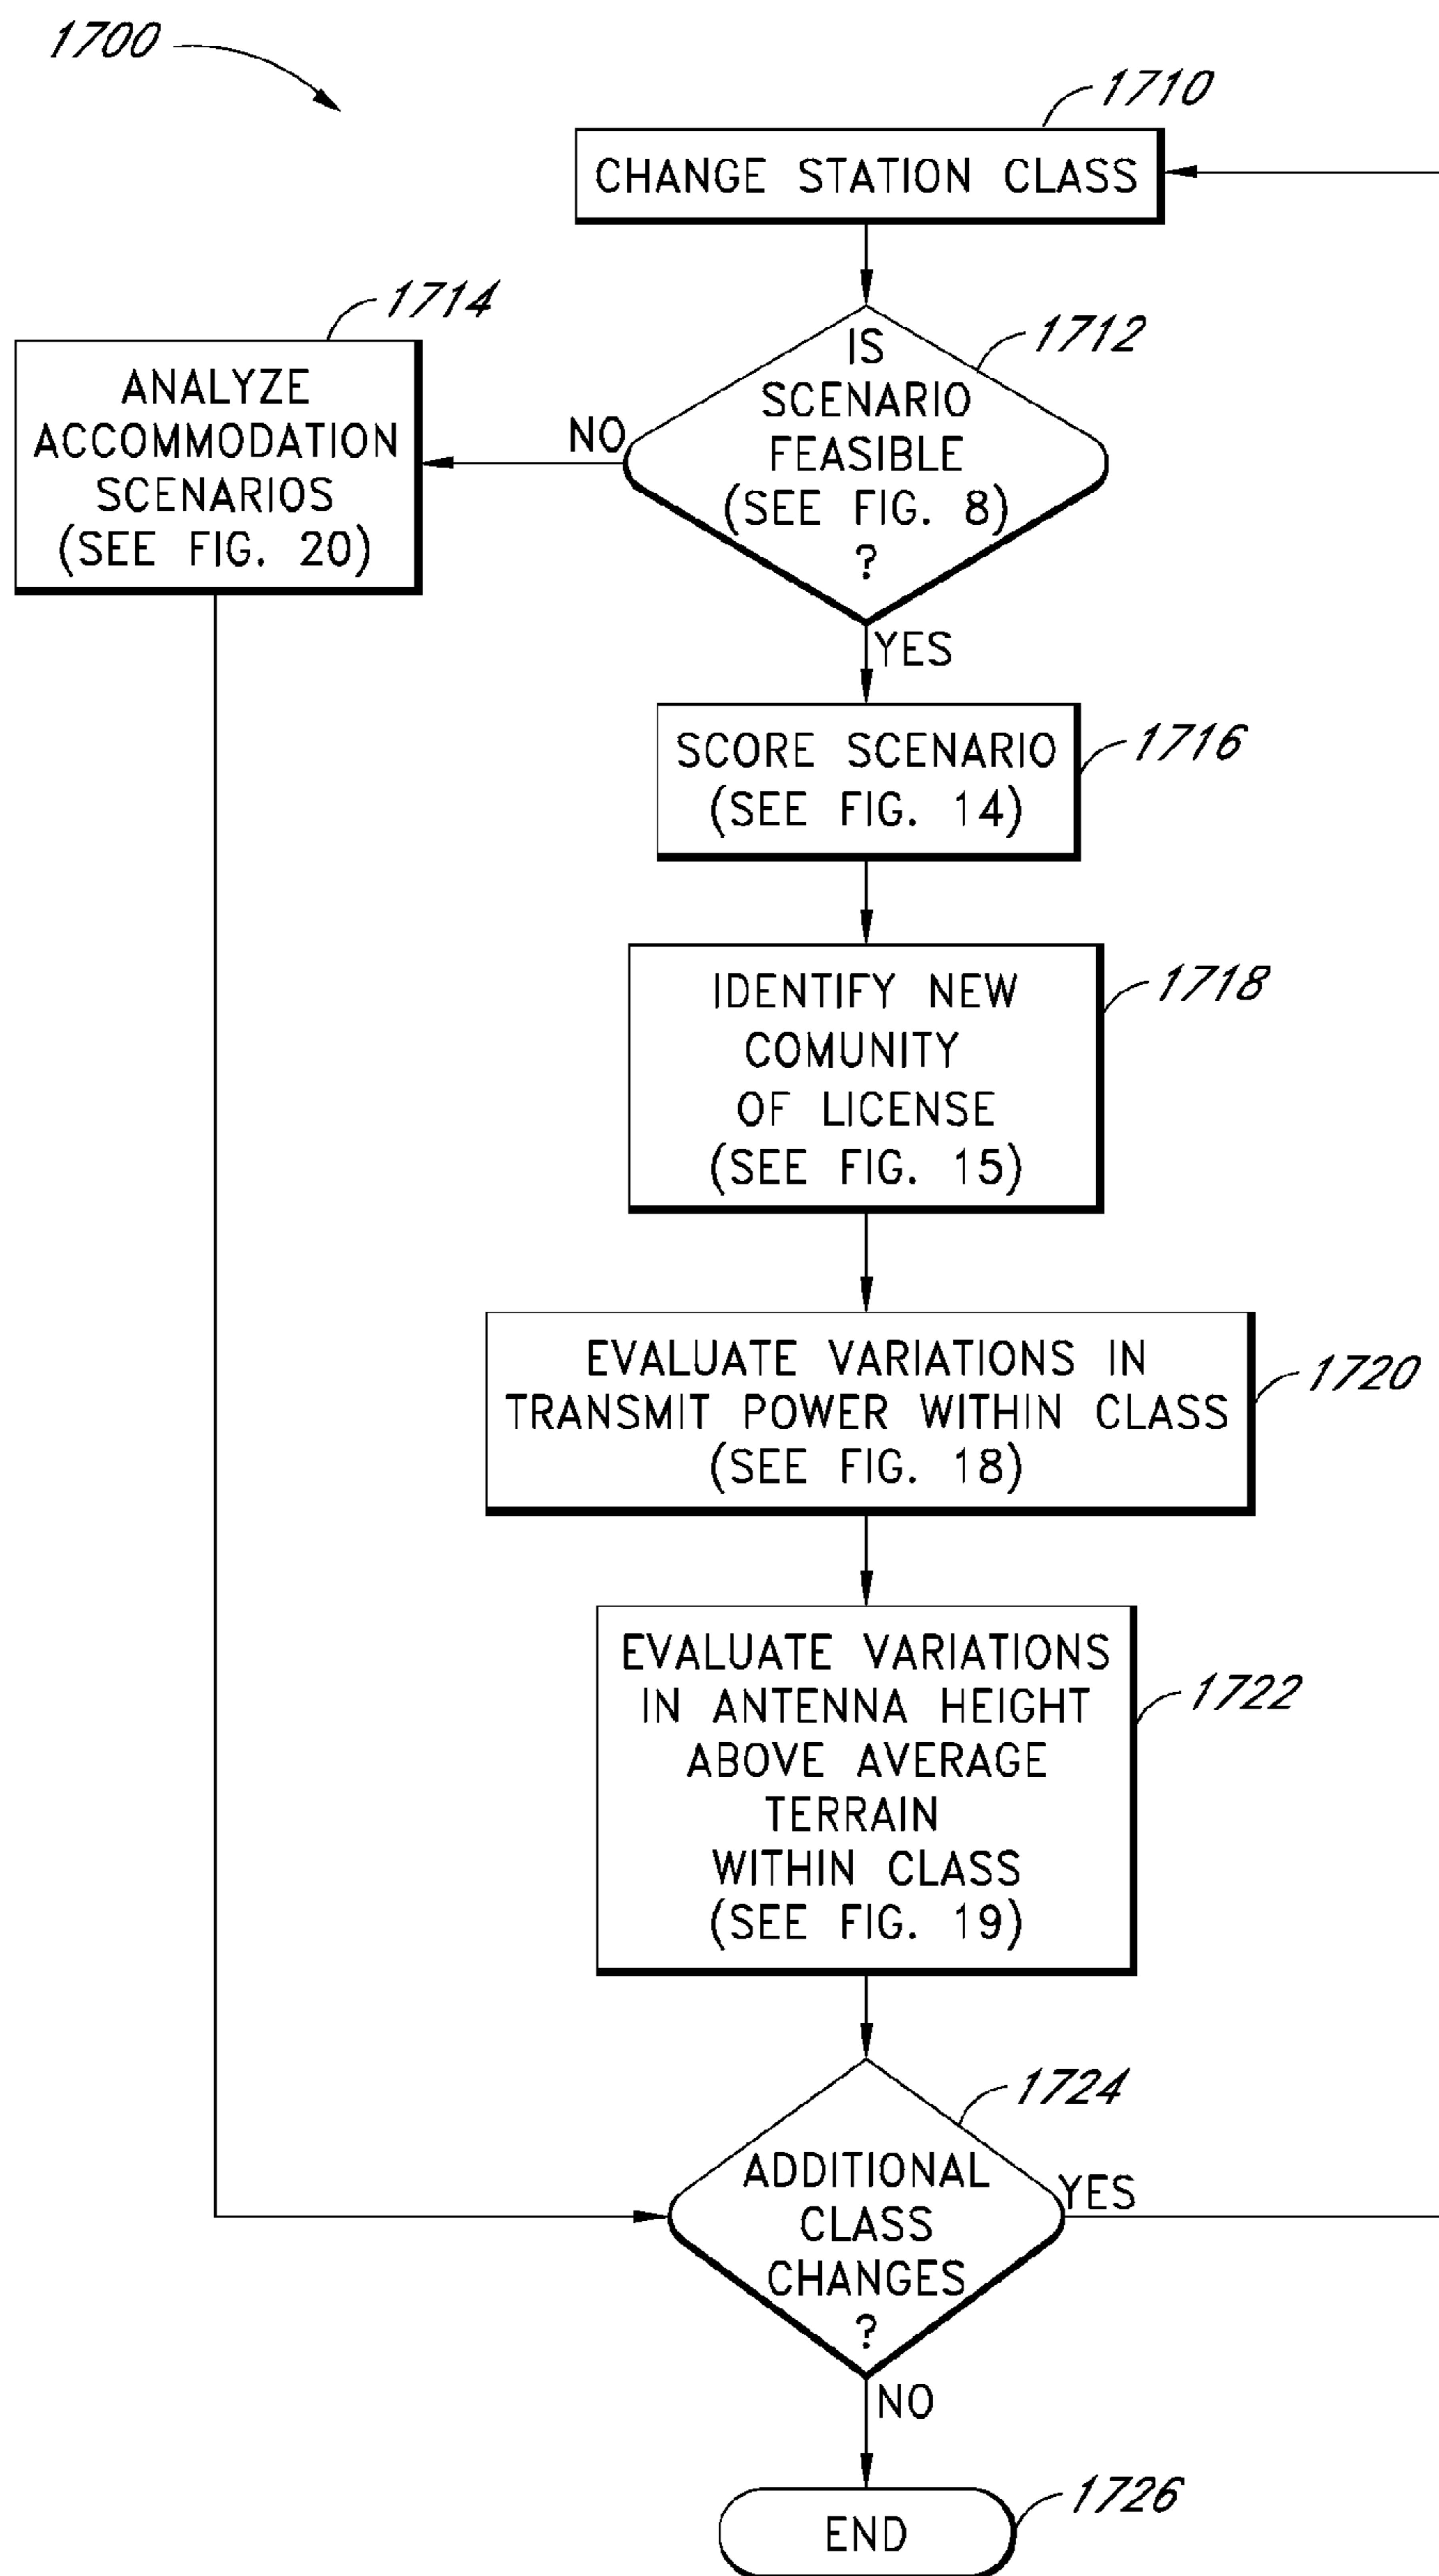 1700
1710
CHANGE STATION CLASS
1714
1712
ANALYZE
ACCOMMODATION
SCENARIOS
(SEE FIG. 20)
NO
IS
SCENARIO
FEASIBLE
(SEE FIG. 8)
?
YES
SCORE SCENARIO
(SEE FIG. 14)
1716
IDENTIFY NEW
COMUNITY
OF LICENSE
(SEE FIG. 15)
1718
EVALUATE VARIATIONS IN
TRANSMIT POWER WITHIN CLASS
(SEE FIG. 18)
1720
EVALUATE VARIATIONS
IN ANTENNA HEIGHT
ABOVE AVERAGE
TERRAIN
WITHIN CLASS
(SEE FIG. 19)
1722
1724
ADDITIONAL
CLASS
CHANGES
?
YES
NO
1726
END